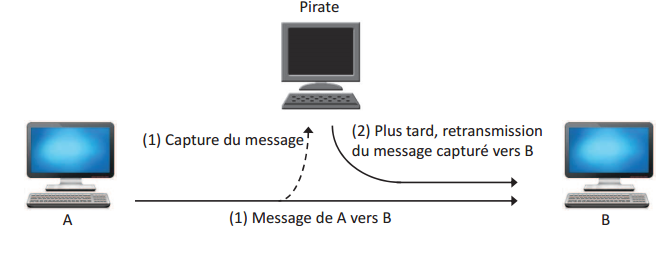 Pirate
(1) Capture du message
(2) Plus tard, retransmission
du message capturé vers B
A
(1) Message de A vers B
B